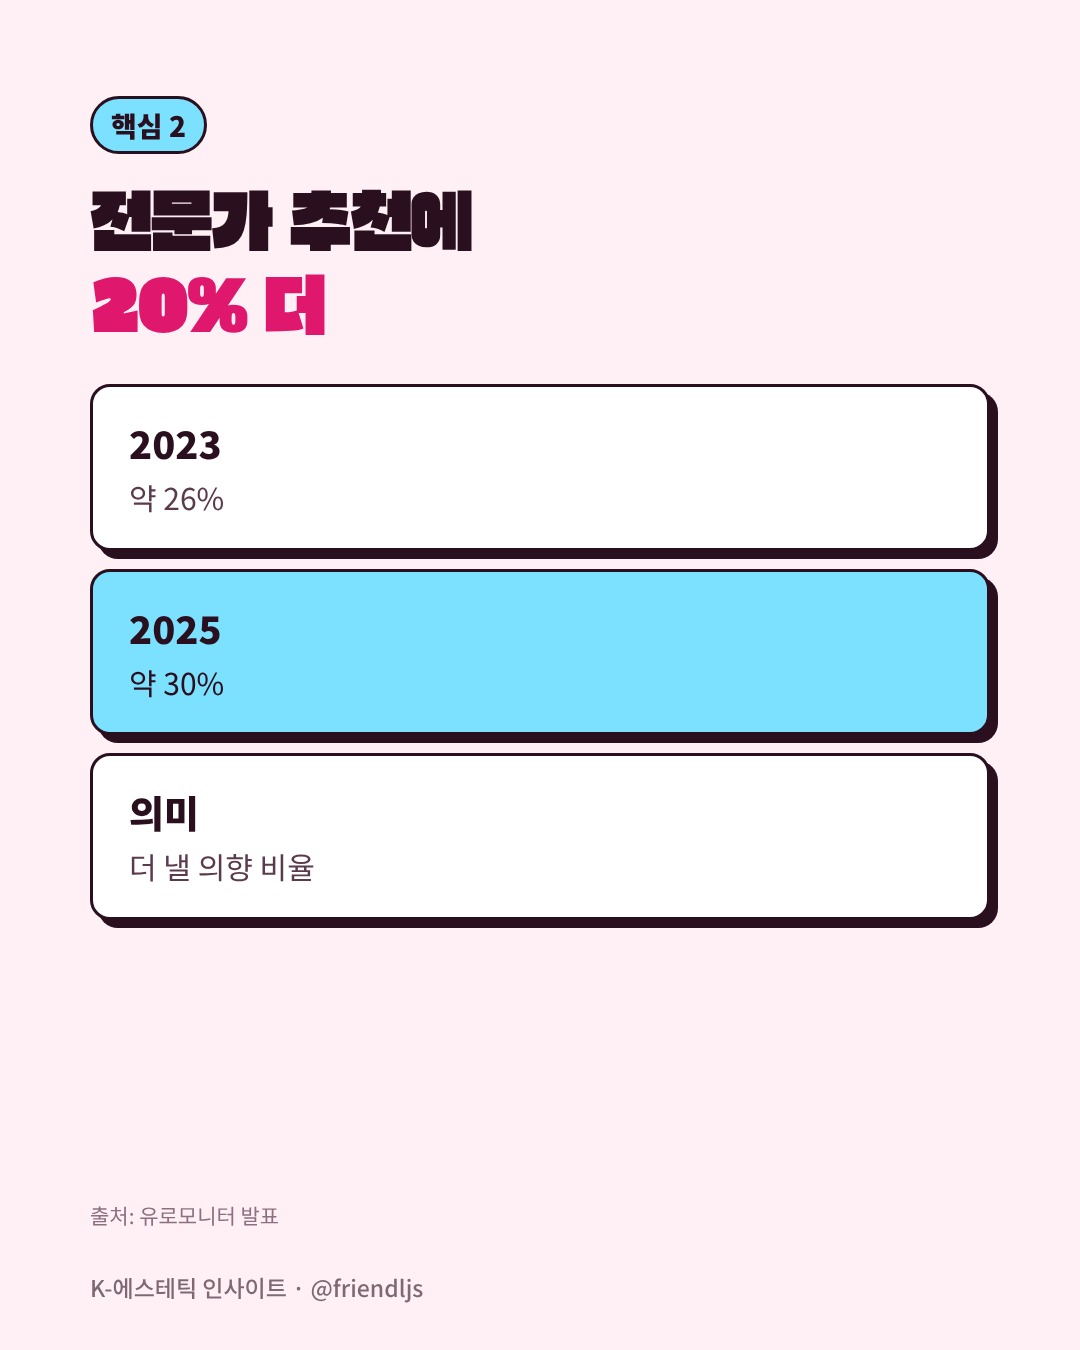 핵심 2
전문가 추천에
20% 더
2023
약 26%
2025
약 30%
의미
더 낼 의향 비율
출처: 유로모니터 발표
K-에스테틱 인사이트 · @friendljs